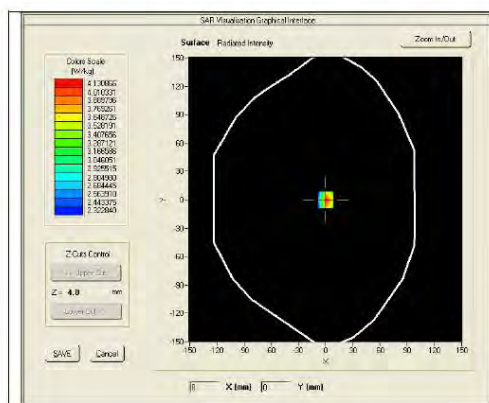 SAR Visualisation Graphical Interface
Surface Radiated Intensity
Zoom In/Out
Colors Scale
[W/kg]
4.130866
4.010331
3.889796
3.769261
3.648726
3.528191
3.407656
3.287121
3.166586
3.046051
2.925515
2.804980
2.684445
2.563910
2.443375
2.322840
Z Cuts Control
Upper Cut
Z = 4.0 mm
Lower Cut
SAVE Cancel
150
120
90
60
30
0
-30
-60
-90
-120
-150
Y
-150 -120 -90 -60 -30 0 30 60 90 120 150
X
0 X (mm) 0 Y (mm)